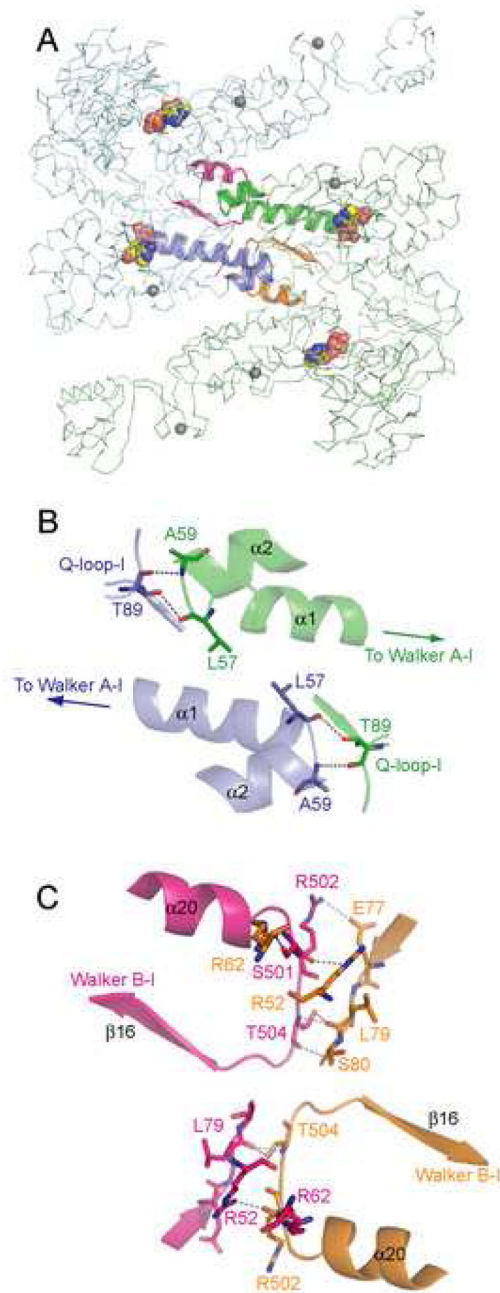 A
B
A59
α2
Q-loop-I
T89
α1
L57
To Walker A-I
To Walker A-I
L57
α1
T89
α2
A59
Q-loop-I
C
R502
α20
E77
R62
S501
Walker B-I
R52
β16
T504
L79
S80
L79
T504
β16
Walker B-I
R52
R62
α20
R502